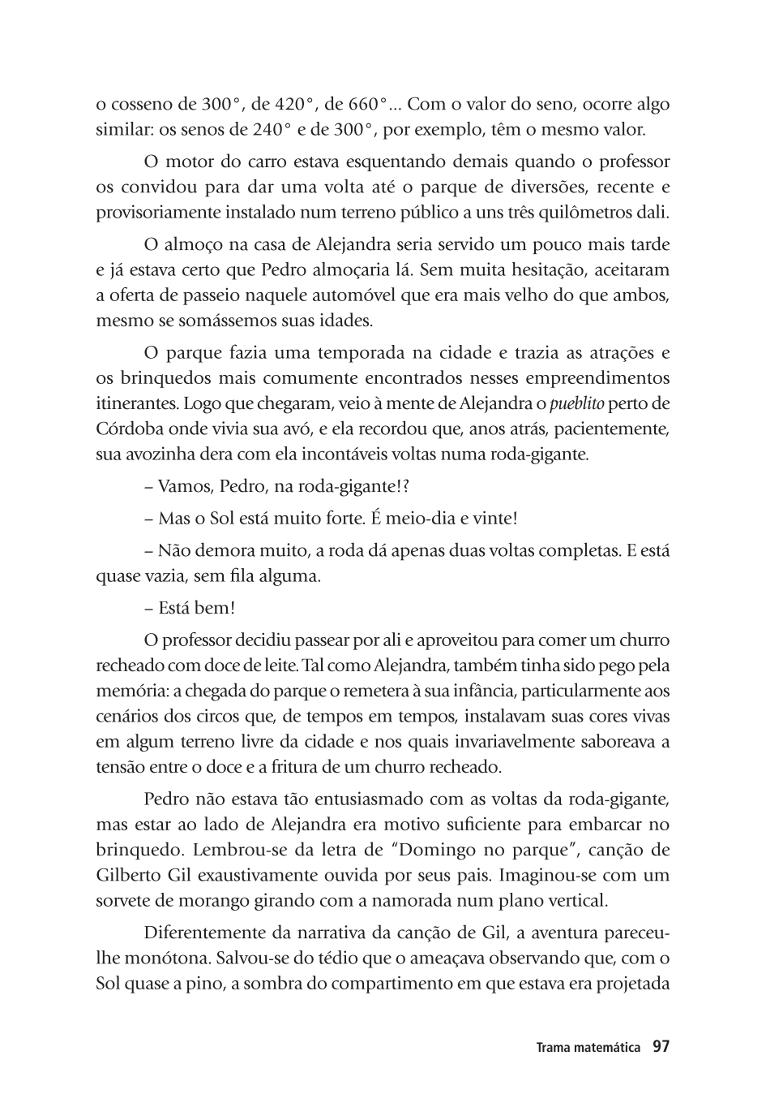 o cosseno de 300°, de 420°, de 660°... Com o valor do seno, ocorre algo
similar: os senos de 240° e de 300°, por exemplo, têm o mesmo valor.
O motor do carro estava esquentando demais quando o professor
os convidou para dar uma volta até o parque de diversões, recente e
provisoriamente instalado num terreno público a uns três quilômetros dali.
O almoço na casa de Alejandra seria servido um pouco mais tarde
e já estava certo que Pedro almoçaria lá. Sem muita hesitação, aceitaram
a oferta de passeio naquele automóvel que era mais velho do que ambos,
mesmo se somássemos suas idades.
O parque fazia uma temporada na cidade e trazia as atrações e
os brinquedos mais comumente encontrados nesses empreendimentos
itinerantes. Logo que chegaram, veio à mente de Alejandra o pueblito perto de
Córdoba onde vivia sua avó, e ela recordou que, anos atrás, pacientemente,
sua avozinha dera com ela incontáveis voltas numa roda-gigante.
– Vamos, Pedro, na roda-gigante!?
– Mas o Sol está muito forte. É meio-dia e vinte!
– Não demora muito, a roda dá apenas duas voltas completas. E está
quase vazia, sem fila alguma.
– Está bem!
O professor decidiu passear por ali e aproveitou para comer um churro
recheado com doce de leite. Tal como Alejandra, também tinha sido pego pela
memória: a chegada do parque o remetera à sua infância, particularmente aos
cenários dos circos que, de tempos em tempos, instalavam suas cores vivas
em algum terreno livre da cidade e nos quais invariavelmente saboreava a
tensão entre o doce e a fritura de um churro recheado.
Pedro não estava tão entusiasmado com as voltas da roda-gigante,
mas estar ao lado de Alejandra era motivo suficiente para embarcar no
brinquedo. Lembrou-se da letra de “Domingo no parque”, canção de
Gilberto Gil exaustivamente ouvida por seus pais. Imaginou-se com um
sorvete de morango girando com a namorada num plano vertical.
Diferentemente da narrativa da canção de Gil, a aventura pareceu-
lhe monótona. Salvou-se do tédio que o ameaçava observando que, com o
Sol quase a pino, a sombra do compartimento em que estava era projetada
Trama matemática 97